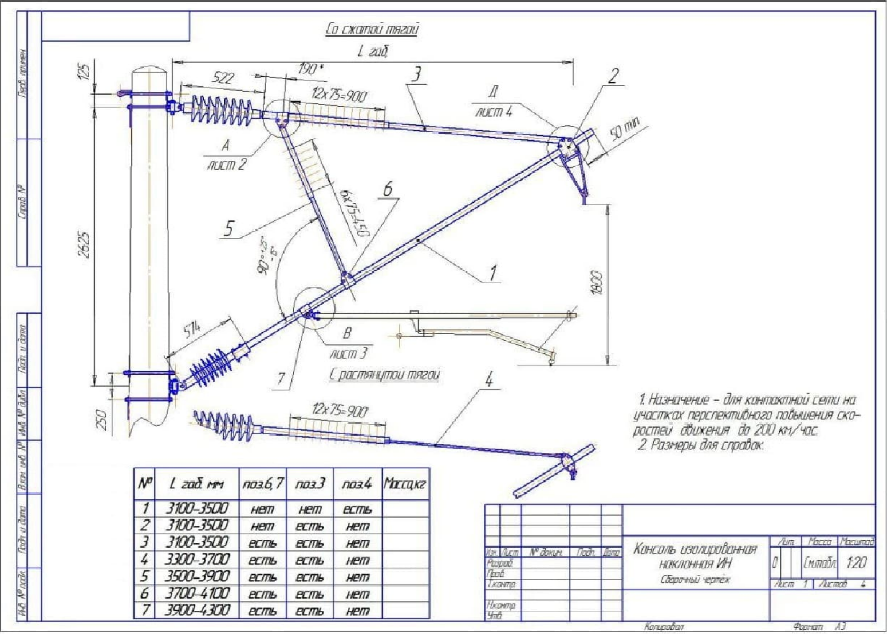 Со сжатой тягой
L габ.
125
522
190*
12x75=900
3
Д
лист 4
2
50 min
А
лист 2
6x75=450
6
5
90°
1
2625
1800
514
В
лист 3
7
С растянутой тягой
4
12x75=900
250
1. Назначение - для контактной сети на
участках перспективного повышения ско-
ростей движения до 200 км/час.
2. Размеры для справок.
№ L габ. мм поз.6,7 поз.3 поз.4 Масса,кг
1 3100-3500 нет нет есть
2 3100-3500 нет есть нет
3 3100-3500 есть есть нет
4 3300-3700 есть есть нет
5 3500-3900 есть есть нет
6 3700-4100 есть есть нет
7 3900-4300 есть есть нет
Перв. примен.
Справ. №
Подп. и дата
Инв. № дубл.
Взам. инв. №
Подп. и дата
Инв. № подл.
Изм. Лист № докум. Подп. Дата
Разраб.
Пров.
Т.контр.
Н.контр.
Утв.
Консоль изолированная
наклонная ИН
Сборочный чертеж
Лит. Масса Масштаб
См.табл. 1:20
Лист 1 Листов 4
Копировал Формат А3